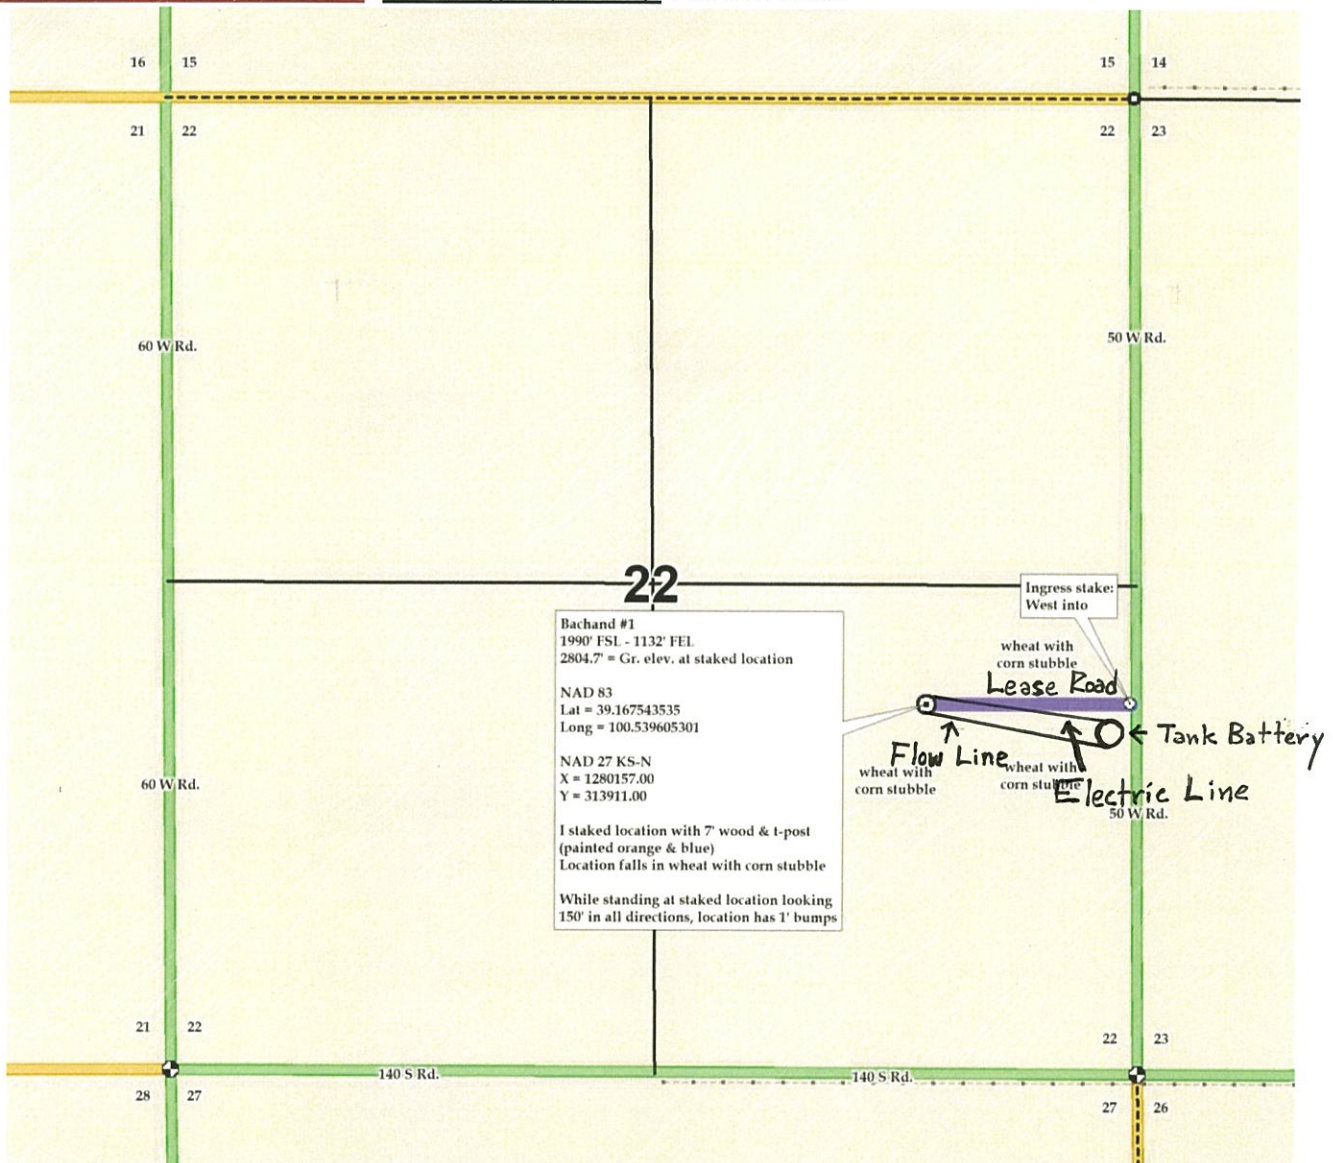 16 15
15 14
21 22
22 23
60 W Rd.
50 W Rd.
22
Ingress stake:
West into
Bachand #1
1990' FSL - 1132' FEL
2804.7' = Gr. elev. at staked location
NAD 83
Lat = 39.167543535
Long = 100.539605301
NAD 27 KS-N
X = 1280157.00
Y = 313911.00
I staked location with 7' wood & t-post
(painted orange & blue)
Location falls in wheat with corn stubble
While standing at staked location looking
150' in all directions, location has 1' bumps
wheat with
corn stubble
Lease Road
Tank Battery
Flow Line
wheat with
corn stubble
wheat with
corn stubble
Electric Line
60 W Rd.
50 W Rd.
21 22
22 23
140 S Rd.
140 S Rd.
28 27
27 26